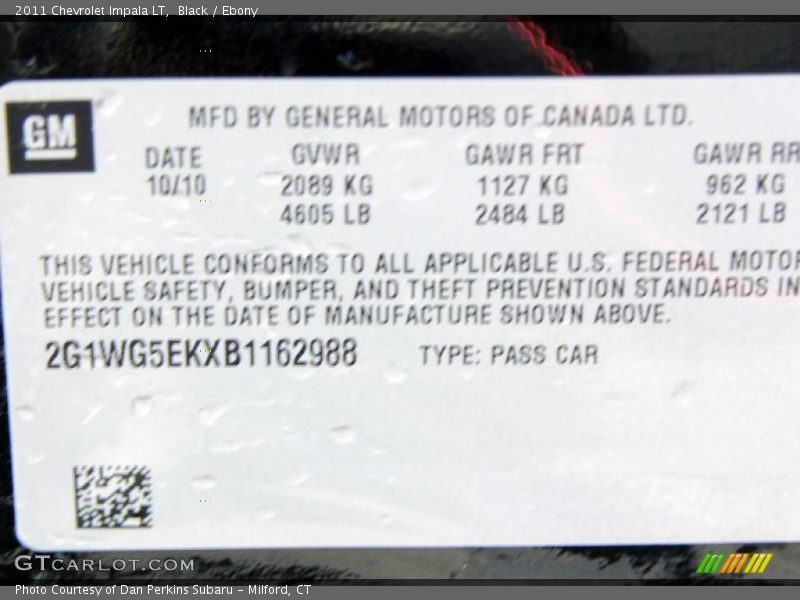 2011 Chevrolet Impala LT, Black / Ebony
GM
MFD BY GENERAL MOTORS OF CANADA LTD.
DATE GVWR GAWR FRT GAWR RR
10/10 2089 KG 1127 KG 962 KG
4605 LB 2484 LB 2121 LB
THIS VEHICLE CONFORMS TO ALL APPLICABLE U.S. FEDERAL MOTOR
VEHICLE SAFETY, BUMPER, AND THEFT PREVENTION STANDARDS IN
EFFECT ON THE DATE OF MANUFACTURE SHOWN ABOVE.
2G1WG5EKXB1162988 TYPE: PASS CAR
GTCARLOT.COM
Photo Courtesy of Dan Perkins Subaru – Milford, CT